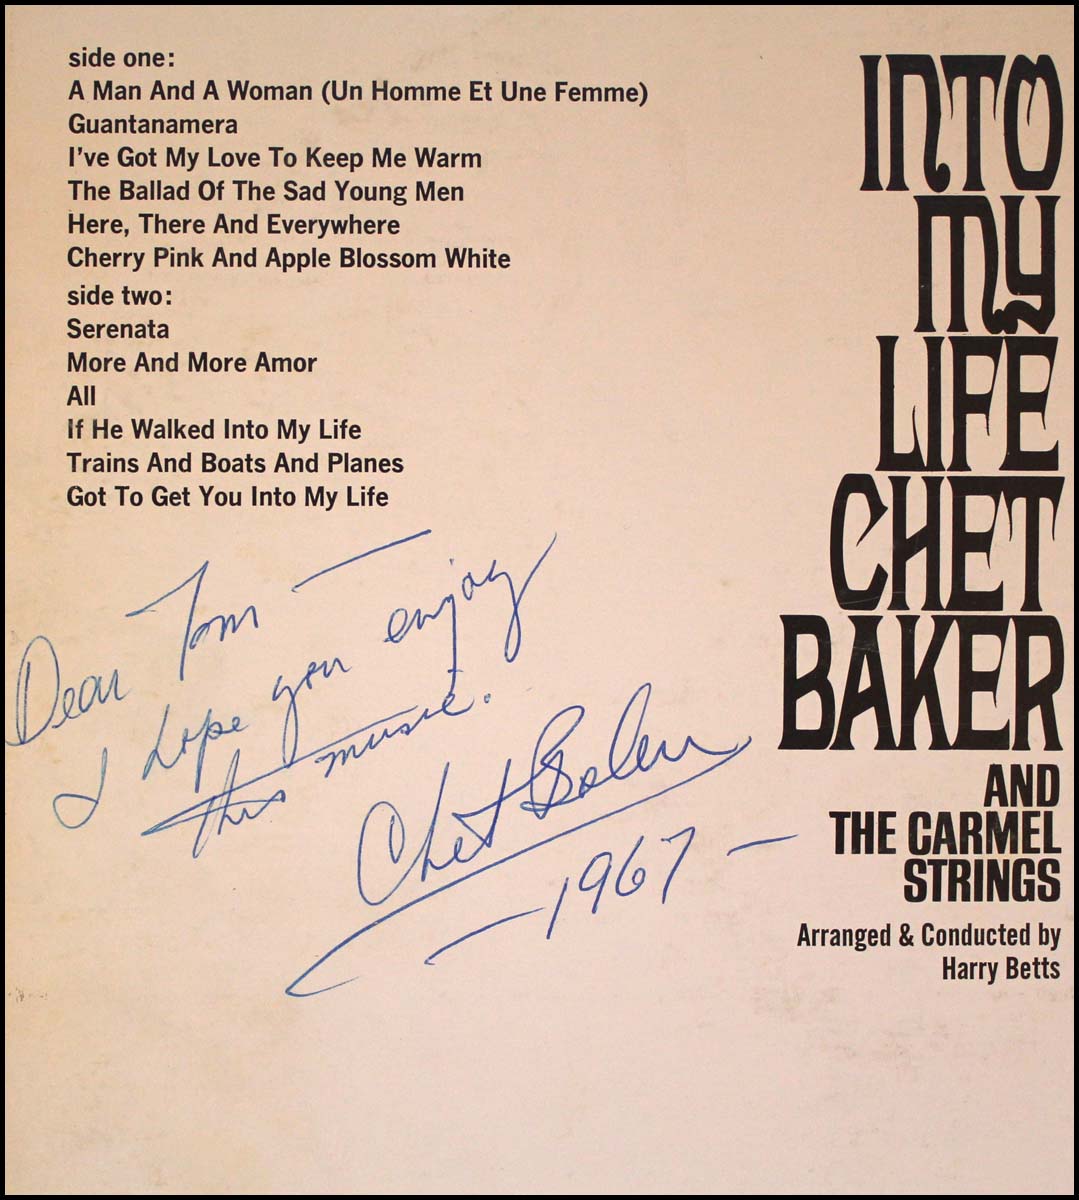 side one:
A Man And A Woman (Un Homme Et Une Femme)
Guantanamera
I've Got My Love To Keep Me Warm
The Ballad Of The Sad Young Men
Here, There And Everywhere
Cherry Pink And Apple Blossom White
side two:
Serenata
More And More Amor
All
If He Walked Into My Life
Trains And Boats And Planes
Got To Get You Into My Life
INTO
MY
LIFE
CHET
BAKER
AND
THE CARMEL
STRINGS
Arranged & Conducted by
Harry Betts
Dear Tom —
I hope you enjoy
this music.
Chet Baker
— 1967 —